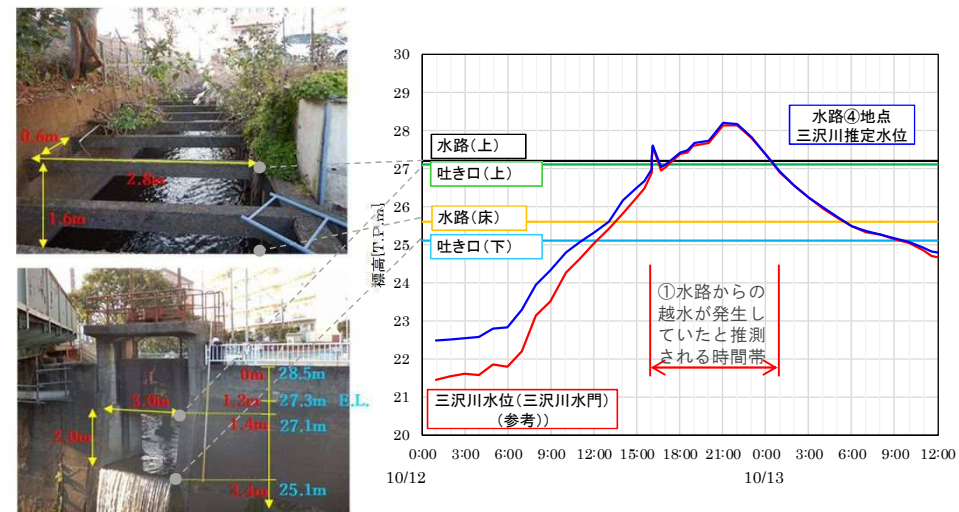 0.6m
2.8m
1.6m
3.0m
2.0m
0m 28.5m
1.2m 27.3m E.L.
1.4m 27.1m
3.4m 25.1m
標高[T.P.m]
30
29
28
27
26
25
24
23
22
21
20
水路（上）
吐き口（上）
水路（床）
吐き口（下）
水路④地点
三沢川推定水位
①水路からの
越水が発生し
ていたと推測
される時間帯
三沢川水位（三沢川水門）
（参考））
0:00 3:00 6:00 9:00 12:00 15:00 18:00 21:00 0:00 3:00 6:00 9:00 12:00
10/12 10/13